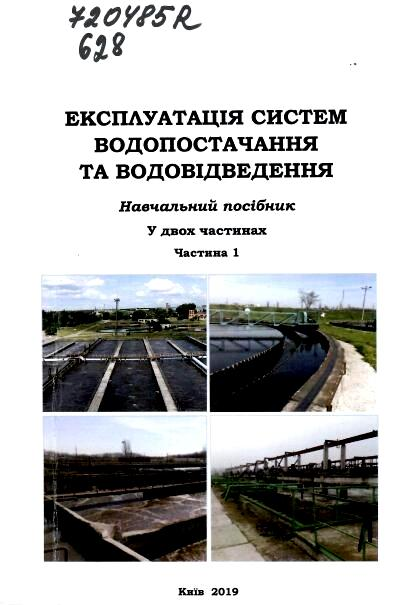 720485R
628
ЕКСПЛУАТАЦІЯ СИСТЕМ
ВОДОПОСТАЧАННЯ
ТА ВОДОВІДВЕДЕННЯ
Навчальний посібник
У двох частинах
Частина 1
Київ 2019